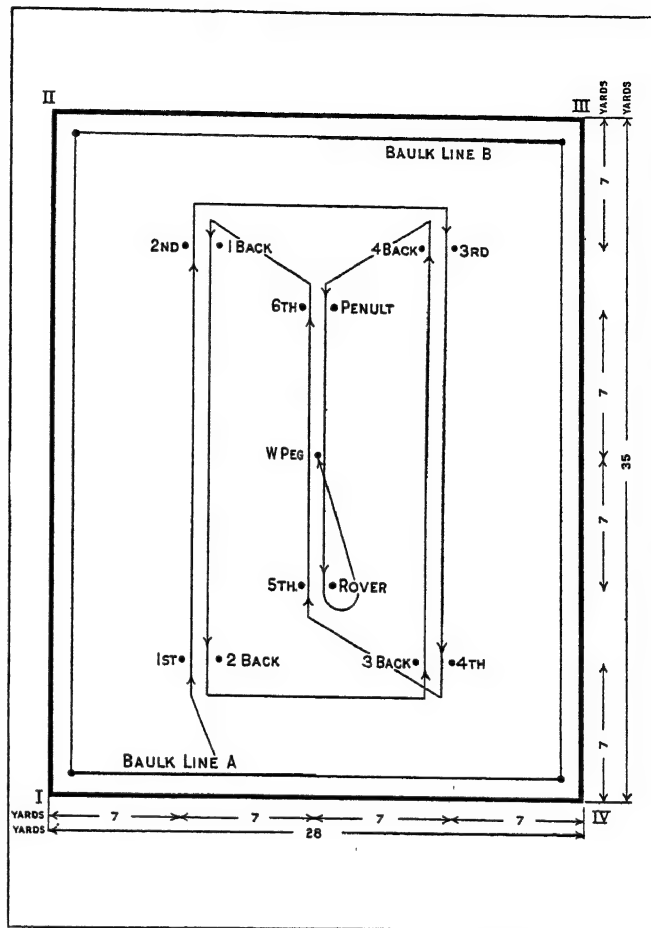 II
III
YARDS
YARDS
BAULK LINE B
7
2ND
1 BACK
4 BACK
3RD
6TH
PENULT
7
W PEG
35
7
5TH.
ROVER
1ST
2 BACK
3 BACK
4TH
7
BAULK LINE A
I
IV
YARDS 7 7 7 7
YARDS 28